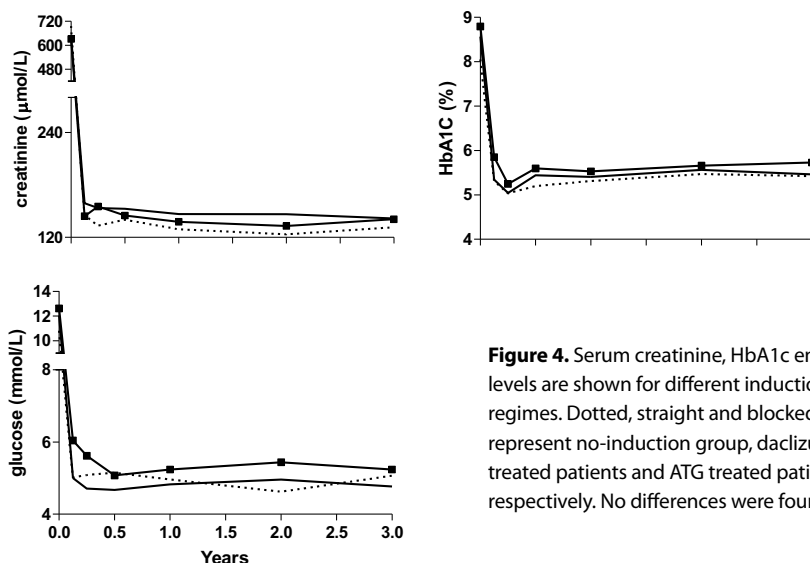 720
600
480
240
120
creatinine (μmol/L)
9
8
7
6
5
4
HbA1C (%)
14
12
10
8
6
4
glucose (mmol/L)
0.0 0.5 1.0 1.5 2.0 2.5 3.0
Years
Figure 4. Serum creatinine, HbA1c en
levels are shown for different inductio
regimes. Dotted, straight and blocked
represent no-induction group, daclizu
treated patients and ATG treated pati
respectively. No differences were foun